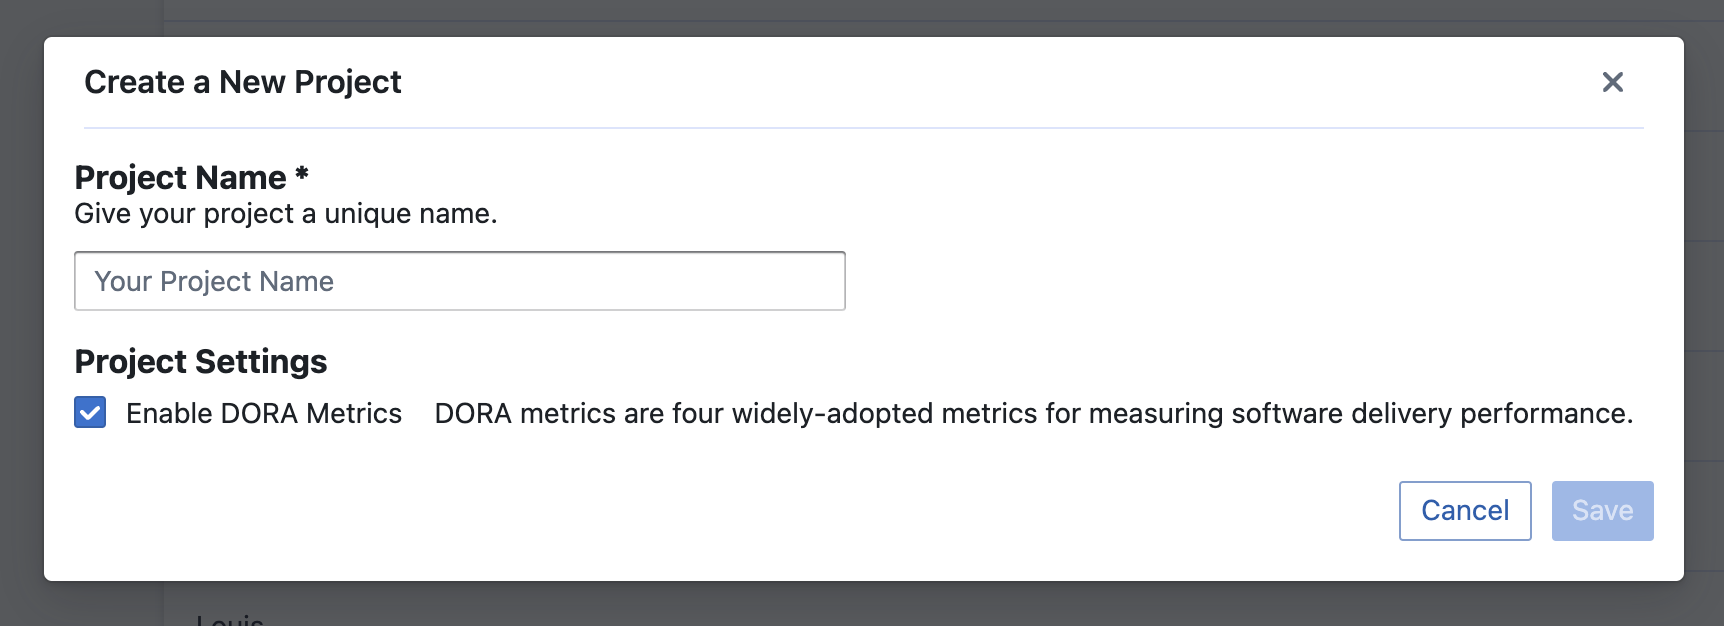 Create a New Project
Project Name *
Give your project a unique name.
Your Project Name
Project Settings
Enable DORA Metrics DORA metrics are four widely-adopted metrics for measuring software delivery performance.
Cancel Save
Louis